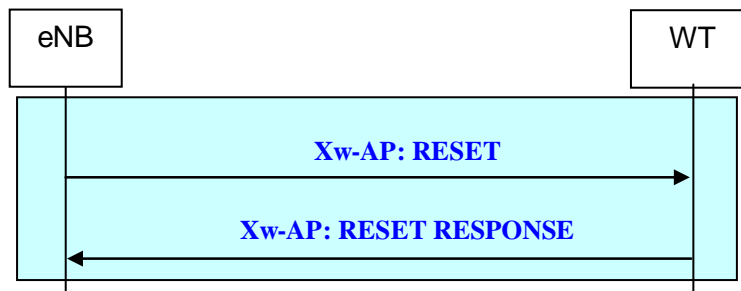 eNB
WT
Xw-AP: RESET
Xw-AP: RESET RESPONSE